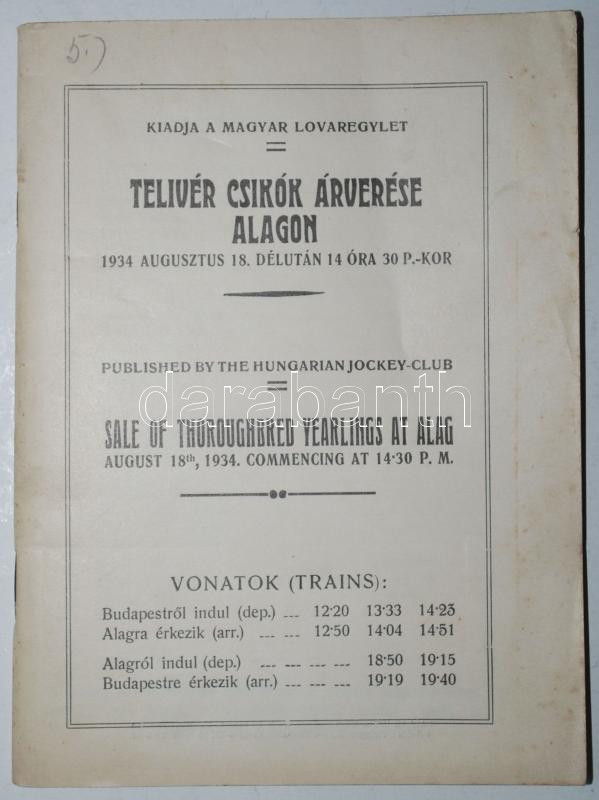 5.)
KIADJA A MAGYAR LOVAREGYLET
TELIVÉR CSIKÓK ÁRVERÉSE
ALAGON
1934 AUGUSZTUS 18. DÉLUTÁN 14 ÓRA 30 P.-KOR
PUBLISHED BY THE HUNGARIAN JOCKEY-CLUB
darabanth
SALE OF THOROUGHBRED YEARLINGS AT ALAG
AUGUST 18th, 1934. COMMENCING AT 14·30 P. M.
VONATOK (TRAINS):
Budapestről indul (dep.) --- 12·20 13·33 14·23
Alagra érkezik (arr.) --- --- 12·50 14·04 14·51
Alagról indul (dep.) --- --- --- --- 18·50 19·15
Budapestre érkezik (arr.) --- --- --- 19·19 19·40